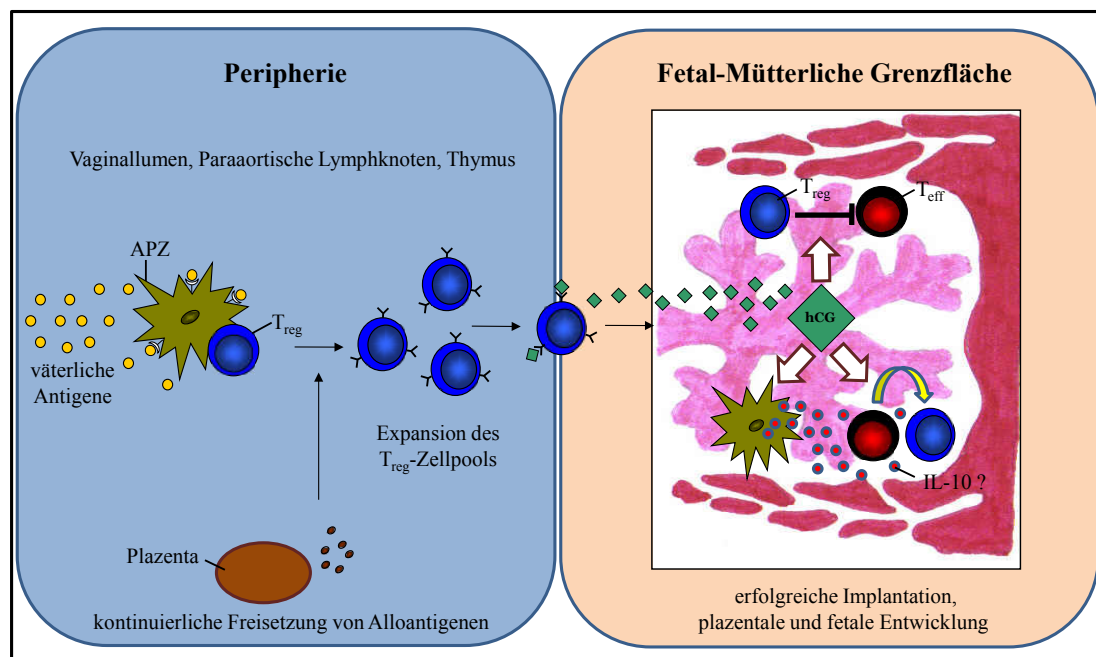 Peripherie
Vaginallumen, Paraaortische Lymphknoten, Thymus
APZ
Treg
väterliche
Antigene
Expansion des
Treg-Zellpools
Plazenta
kontinuierliche Freisetzung von Alloantigenen
Fetal-Mütterliche Grenzfläche
Treg
Teff
hCG
IL-10 ?
erfolgreiche Implantation,
plazentale und fetale Entwicklung